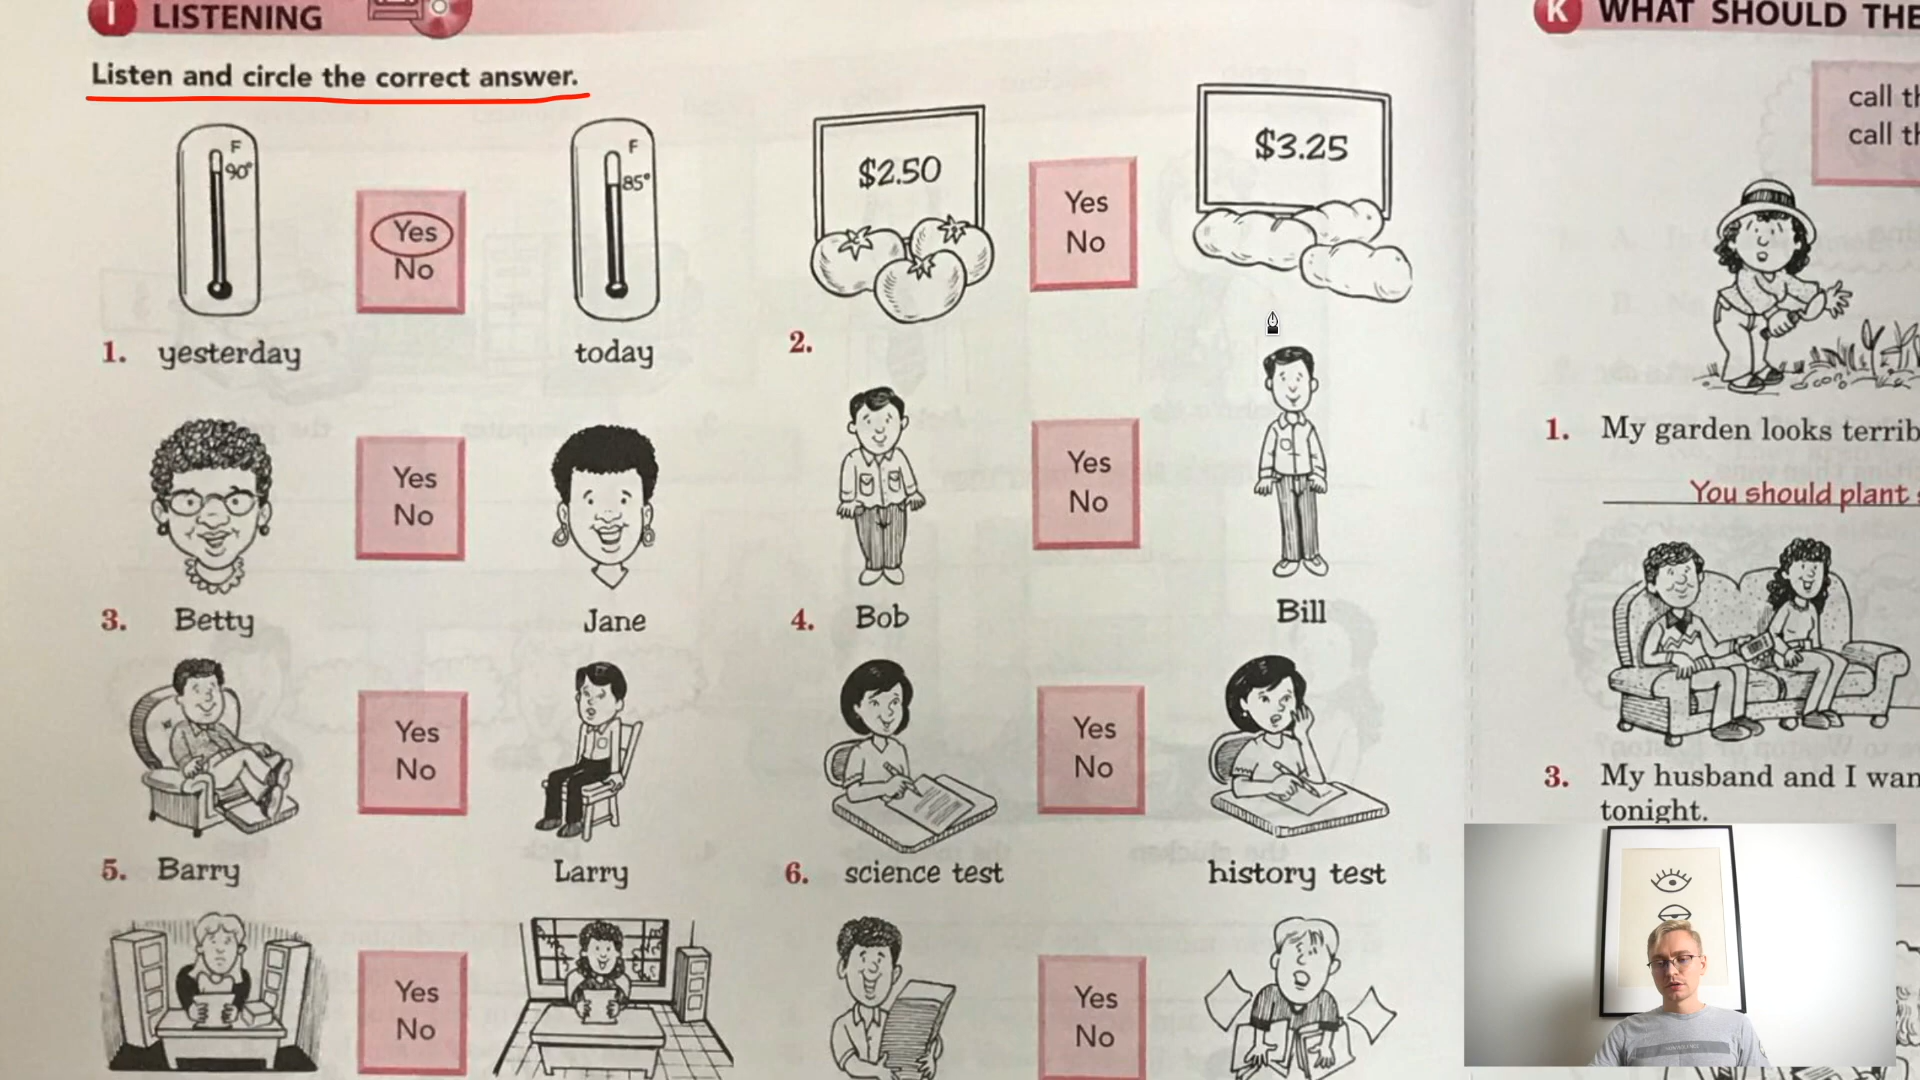 I LISTENING
Listen and circle the correct answer.
F
90°
Yes
No
F
85°
1. yesterday
today
$2.50
Yes
No
$3.25
2.
Yes
No
3. Betty
Jane
Yes
No
4. Bob
Bill
Yes
No
5. Barry
Larry
Yes
No
6. science test
history test
Yes
No
Yes
No
K WHAT SHOULD THE
call th
call th
1. My garden looks terrib
You should plant
3. My husband and I wan
tonight.